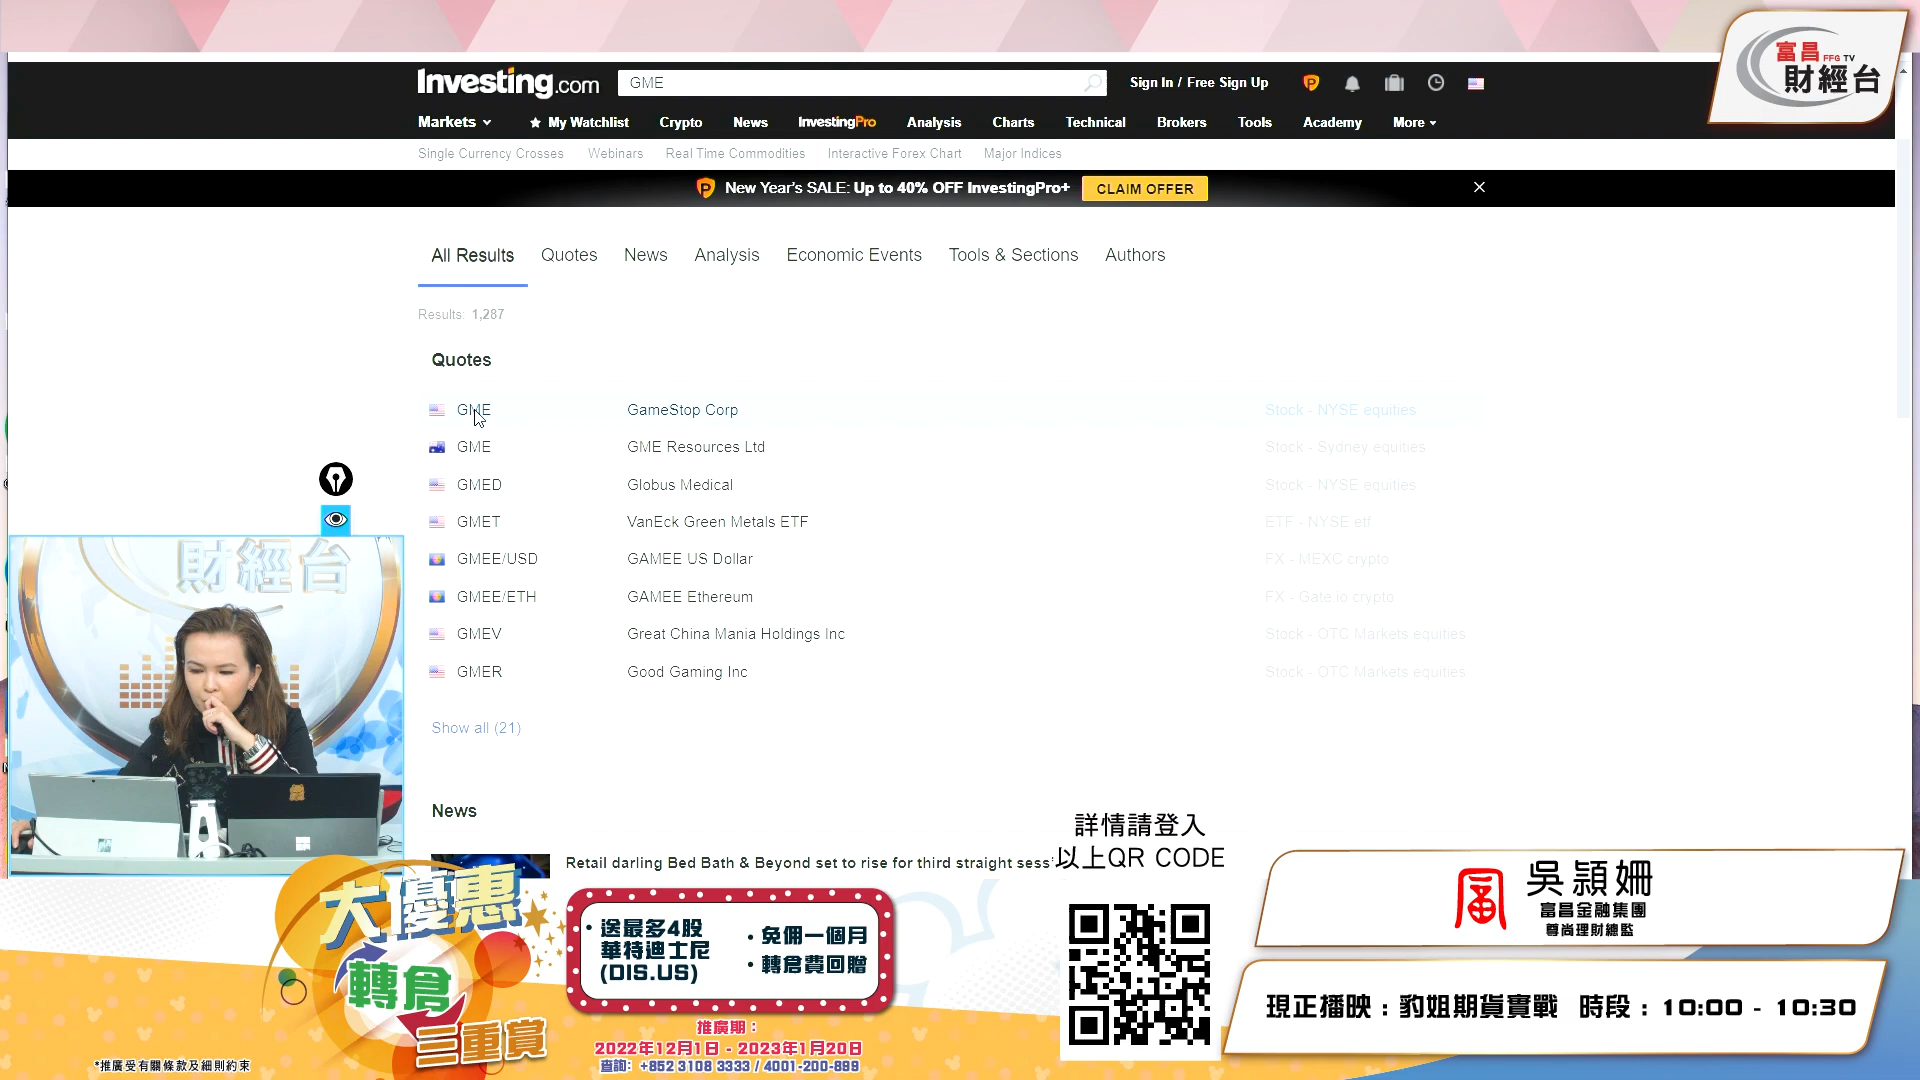 富昌 FFG TV
財經台
Investing.com
GME
Sign In / Free Sign Up
Markets
My Watchlist
Crypto
News
InvestingPro
Analysis
Charts
Technical
Brokers
Tools
Academy
More
Single Currency Crosses
Webinars
Real Time Commodities
Interactive Forex Chart
Major Indices
New Year's SALE: Up to 40% OFF InvestingPro+
CLAIM OFFER
All Results
Quotes
News
Analysis
Economic Events
Tools & Sections
Authors
Results: 1,287
Quotes
GME GameStop Corp Stock - NYSE equities
GME GME Resources Ltd Stock - Sydney equities
GMED Globus Medical Stock - NYSE equities
GMET VanEck Green Metals ETF ETF - NYSE etf
GMEE/USD GAMEE US Dollar FX - MEXC crypto
GMEE/ETH GAMEE Ethereum FX - Gate.io crypto
GMEV Great China Mania Holdings Inc Stock - OTC Markets equities
GMER Good Gaming Inc Stock - OTC Markets equities
Show all (21)
News
Retail darling Bed Bath & Beyond set to rise for third straight sess
財經台
詳情請登入
以上QR CODE
大優惠
轉倉
三重賞
• 送最多4股
華特迪士尼
(DIS.US)
• 免佣一個月
• 轉倉費回贈
推廣期：
2022年12月1日 - 2023年1月20日
查詢：+852 3108 3333 / 4001-200-899
*推廣受有關條款及細則約束
吳潁姍
富昌金融集團
尊尚理財總監
現正播映：豹姐期貨實戰 時段：10:00 - 10:30